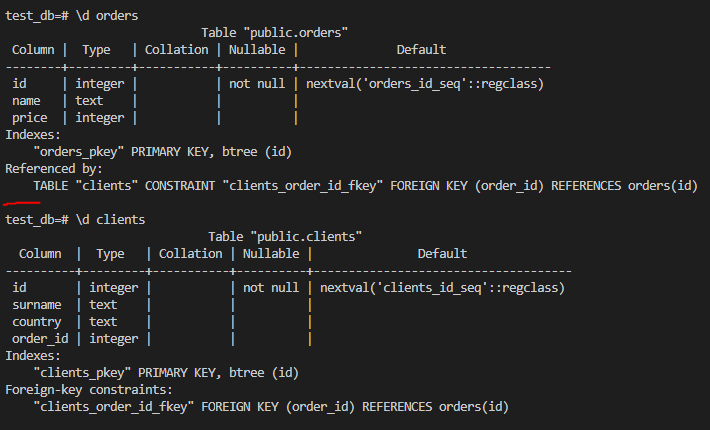 test_db=# \d orders
                            Table "public.orders"
 Column |  Type   | Collation | Nullable |              Default
--------+---------+-----------+----------+------------------------------------
 id     | integer |           | not null | nextval('orders_id_seq'::regclass)
 name   | text    |           |          |
 price  | integer |           |          |
Indexes:
    "orders_pkey" PRIMARY KEY, btree (id)
Referenced by:
    TABLE "clients" CONSTRAINT "clients_order_id_fkey" FOREIGN KEY (order_id) REFERENCES orders(id)
test_db=# \d clients
                             Table "public.clients"
  Column  |  Type   | Collation | Nullable |               Default
----------+---------+-----------+----------+-------------------------------------
 id       | integer |           | not null | nextval('clients_id_seq'::regclass)
 surname  | text    |           |          |
 country  | text    |           |          |
 order_id | integer |           |          |
Indexes:
    "clients_pkey" PRIMARY KEY, btree (id)
Foreign-key constraints:
    "clients_order_id_fkey" FOREIGN KEY (order_id) REFERENCES orders(id)